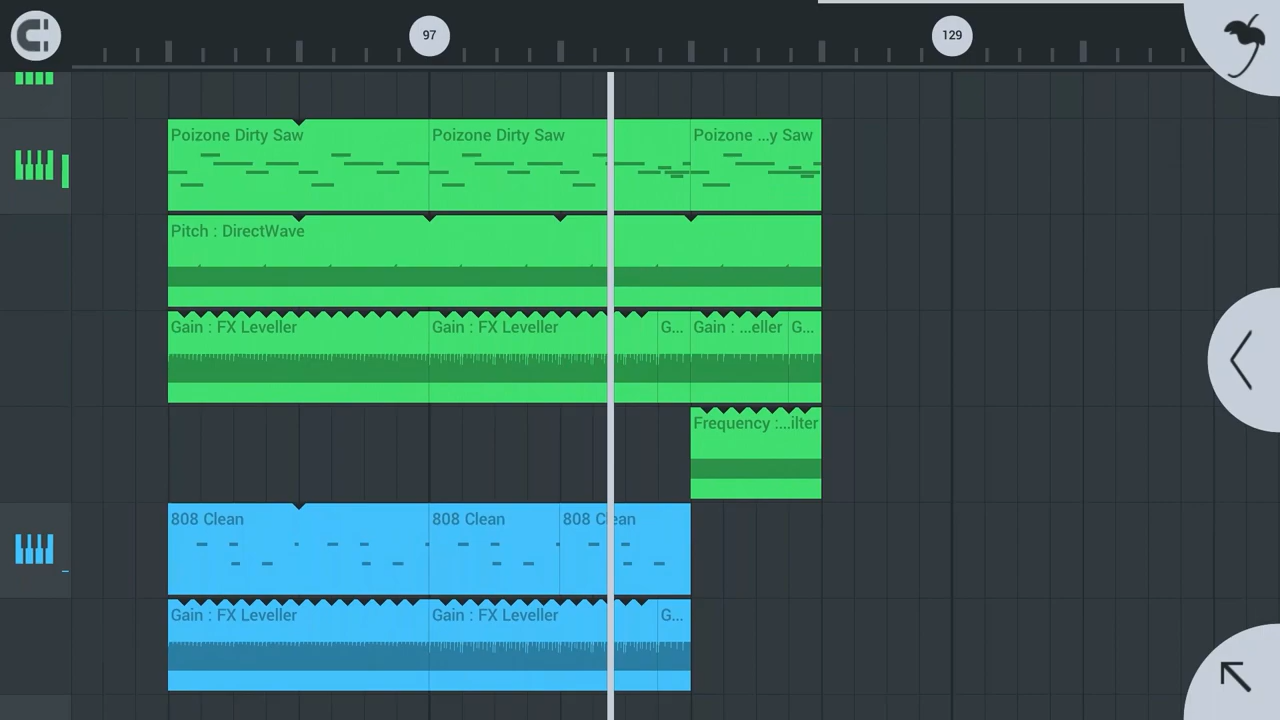 97
129
Poizone Dirty Saw
Poizone Dirty Saw
Poizone ...y Saw
Pitch : DirectWave
Gain : FX Leveller
Gain : FX Leveller
G...
Gain : ...eller
G...
Frequency :...ilter
808 Clean
808 Clean
808 Clean
Gain : FX Leveller
Gain : FX Leveller
G...